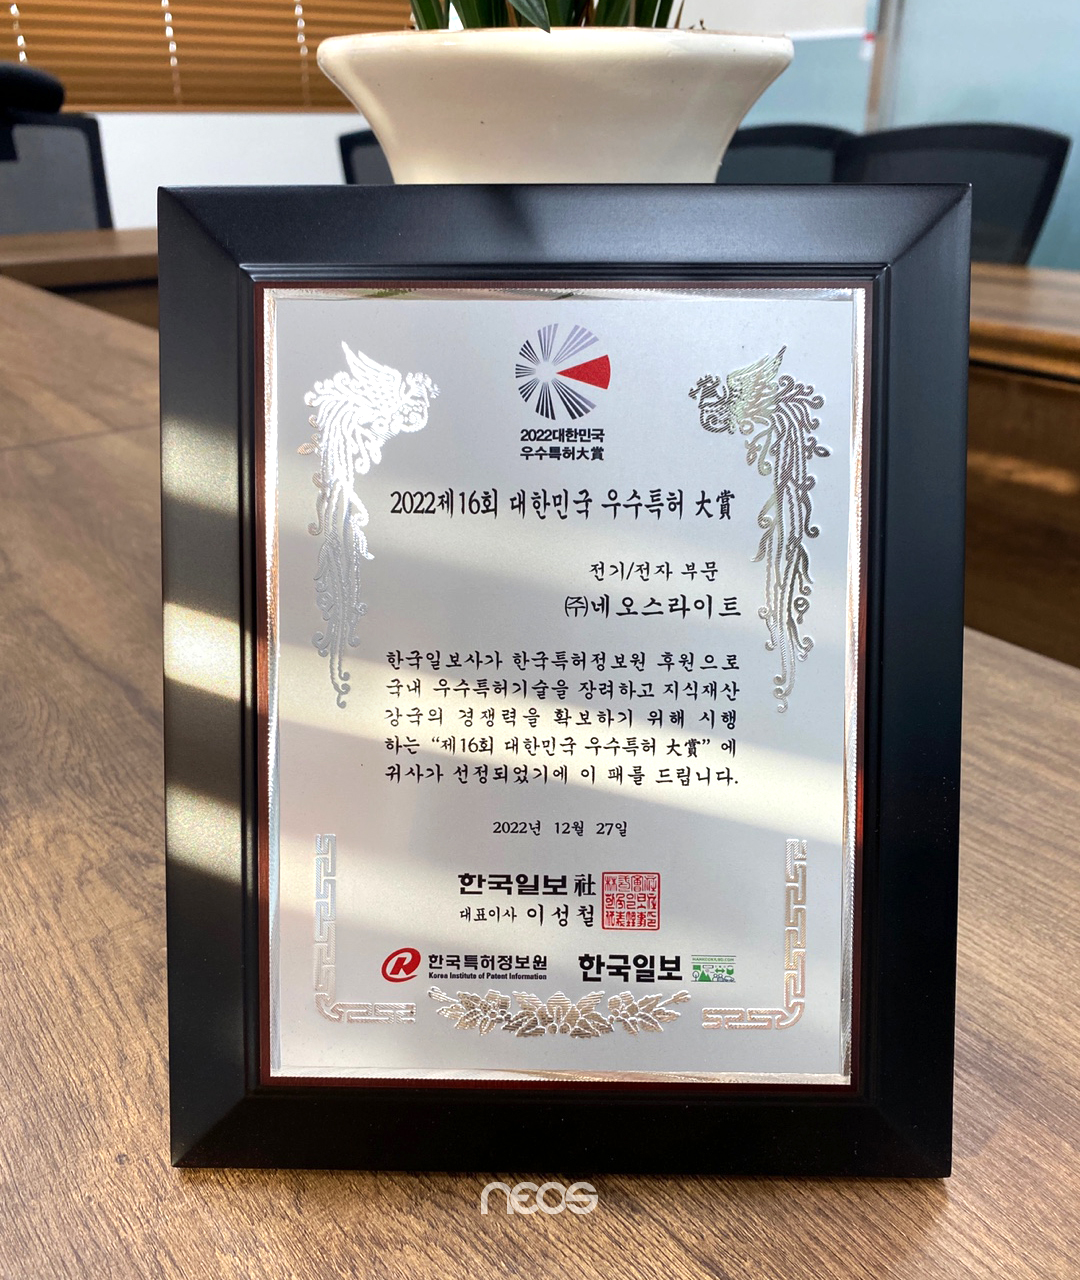 2022대한민국
우수특허大賞
2022제16회 대한민국 우수특허 大賞
전기/전자 부문
㈜네오스라이트
한국일보사가 한국특허정보원 후원으로
국내 우수특허기술을 장려하고 지식재산
강국의 경쟁력을 확보하기 위해 시행
하는 “제16회 대한민국 우수특허 大賞” 에
귀사가 선정되었기에 이 패를 드립니다.
2022년 12월 27일
한국일보社
대표이사 이성철
한국특허정보원 한국일보
Korea Institute of Patent Information
NEOS